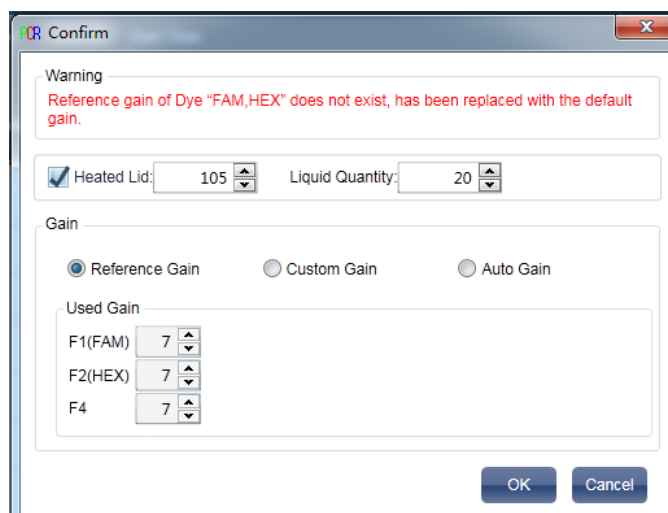 PCR Confirm
Warning
Reference gain of Dye “FAM,HEX” does not exist, has been replaced with the default
gain.
Heated Lid: 105 Liquid Quantity: 20
Gain
Reference Gain Custom Gain Auto Gain
Used Gain
F1(FAM) 7
F2(HEX) 7
F4 7
OK Cancel